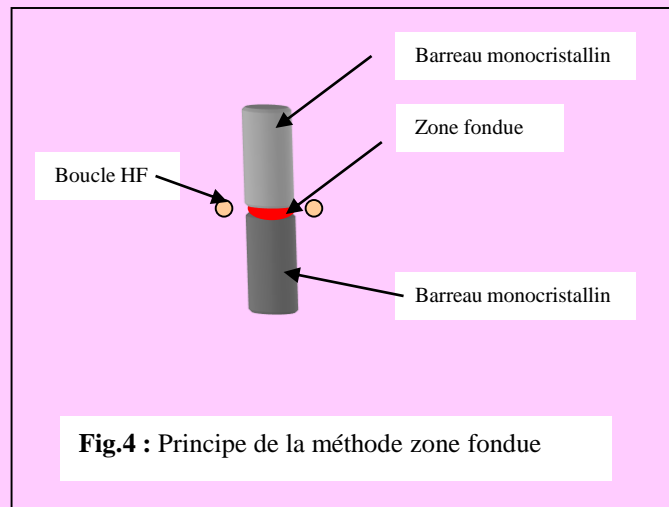 Barreau monocristallin
Zone fondue
Boucle HF
Barreau monocristallin
Fig.4 : Principe de la méthode zone fondue